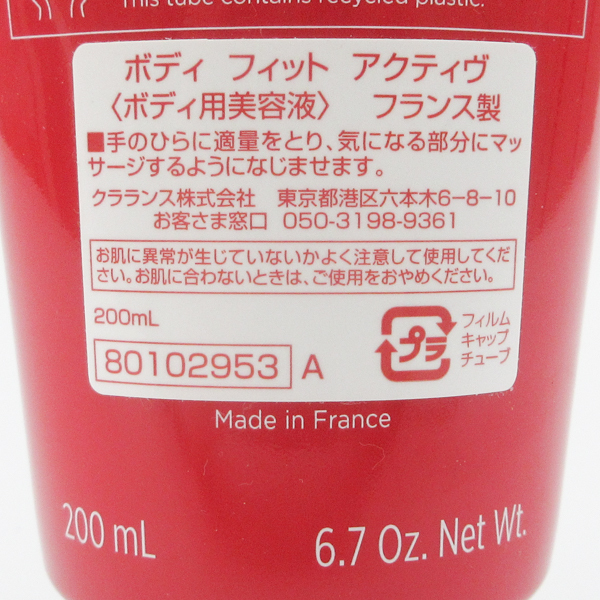 This tube contains recycled plastic.
ボディ フィット アクティヴ
〈ボディ用美容液〉 フランス製
■手のひらに適量をとり、気になる部分にマッ
サージするようになじませます。
クラランス株式会社 東京都港区六本木6-8-10
お客さま窓口 050-3198-9361
お肌に異常が生じていないかよく注意して使用してくだ
さい。お肌に合わないときは、ご使用をおやめください。
200mL
プラ
フィルム
キャップ
チューブ
80102953 A
Made in France
200 mL
6.7 Oz. Net Wt.